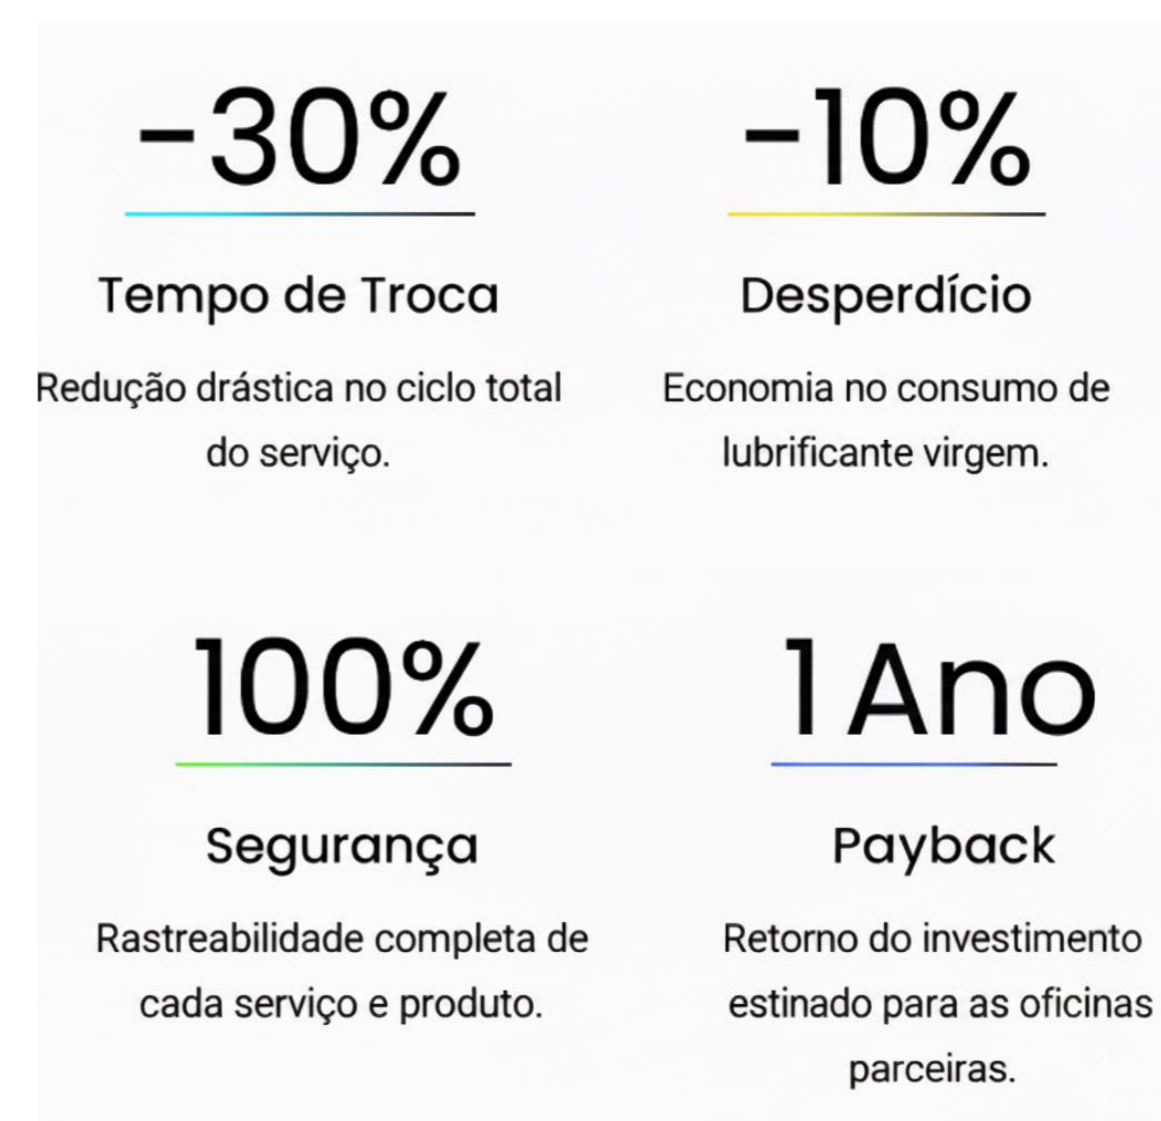 -30%
Tempo de Troca
Redução drástica no ciclo total
do serviço.
-10%
Desperdício
Economia no consumo de
lubrificante virgem.
100%
Segurança
Rastreabilidade completa de
cada serviço e produto.
1 Ano
Payback
Retorno do investimento
estinado para as oficinas
parceiras.